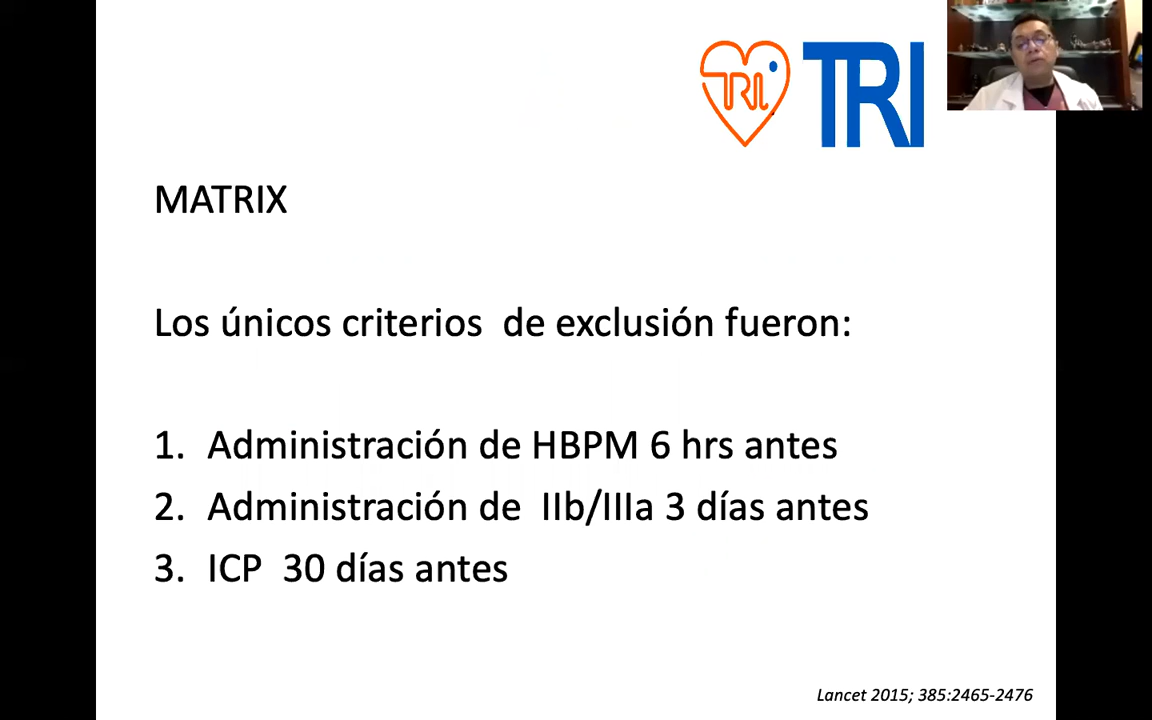 TRI
TRI
MATRIX
Los únicos criterios de exclusión fueron:
1. Administración de HBPM 6 hrs antes
2. Administración de IIb/IIIa 3 días antes
3. ICP 30 días antes
Lancet 2015; 385:2465-2476